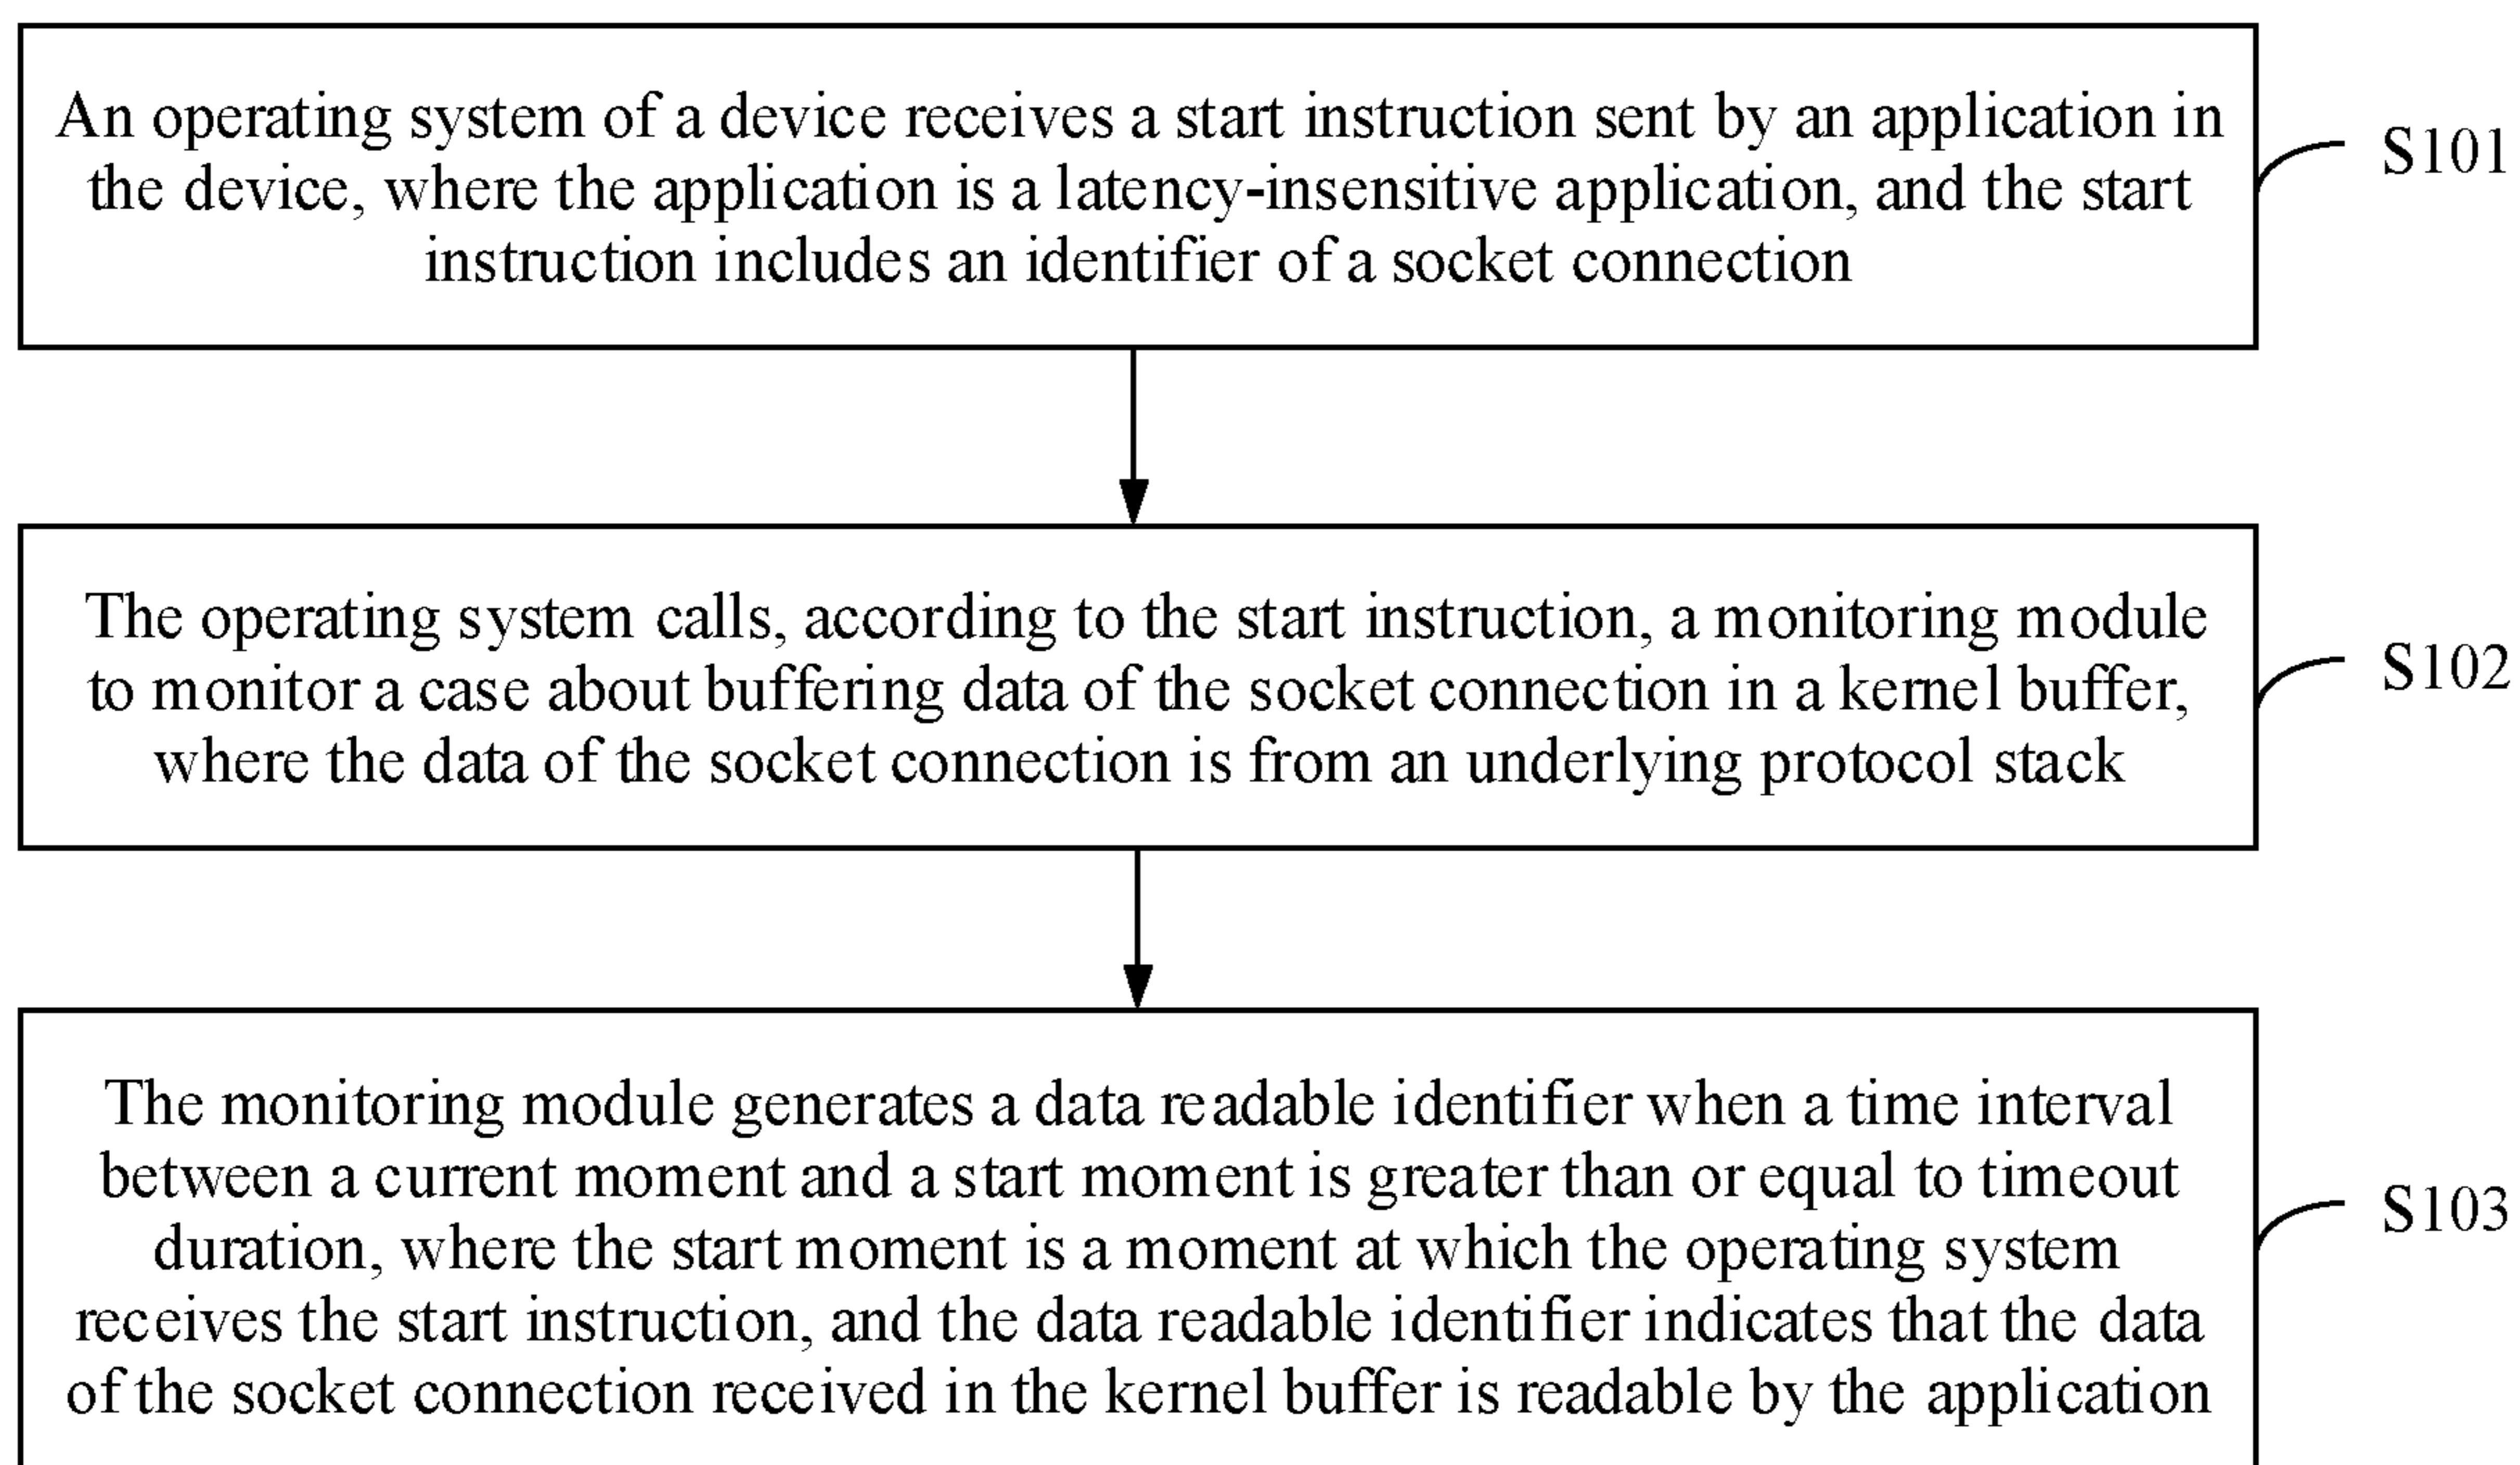 An operating system of a device receives a start instruction sent by an application in
the device, where the application is a latency-insensitive application, and the start
instruction includes an identifier of a socket connection
S101
The operating system calls, according to the start instruction, a monitoring module
to monitor a case about buffering data of the socket connection in a kernel buffer,
where the data of the socket connection is from an underlying protocol stack
S102
The monitoring module generates a data readable identifier when a time interval
between a current moment and a start moment is greater than or equal to timeout
duration, where the start moment is a moment at which the operating system
receives the start instruction, and the data readable identifier indicates that the data
of the socket connection received in the kernel buffer is readable by the application
S103